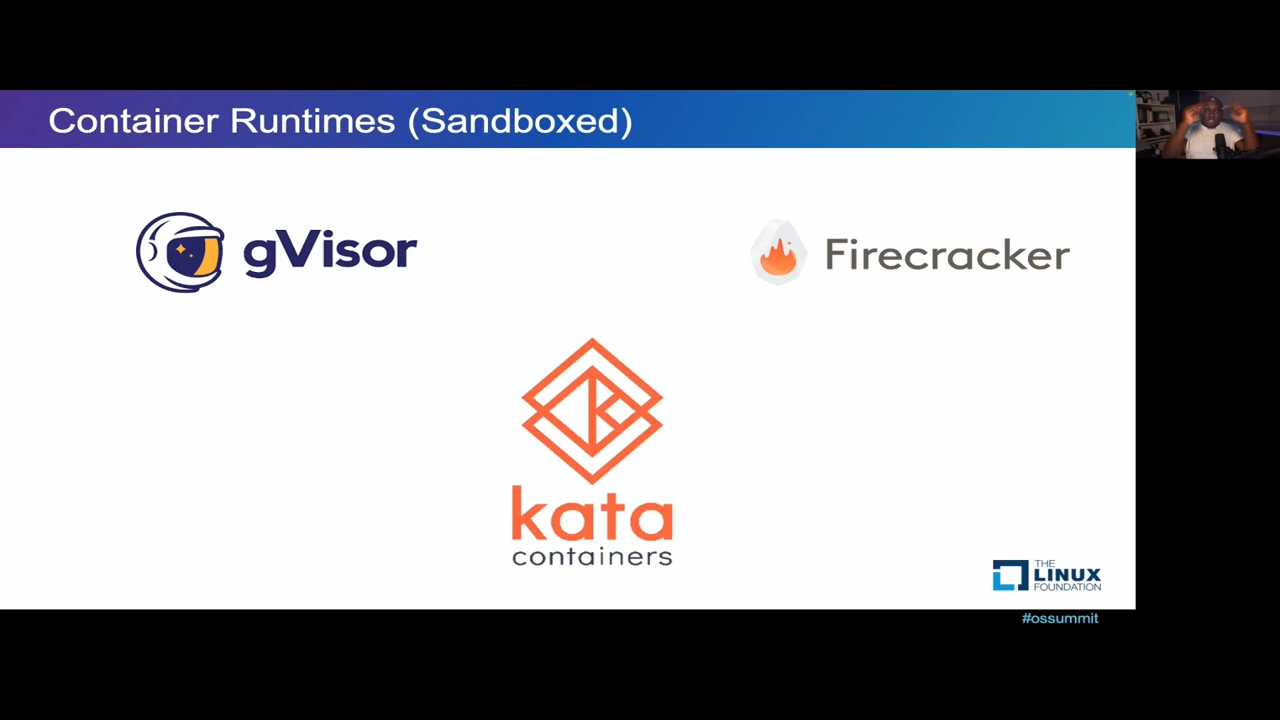 Container Runtimes (Sandboxed)
gVisor
Firecracker
kata
containers
THE
LINUX
FOUNDATION
#ossummit